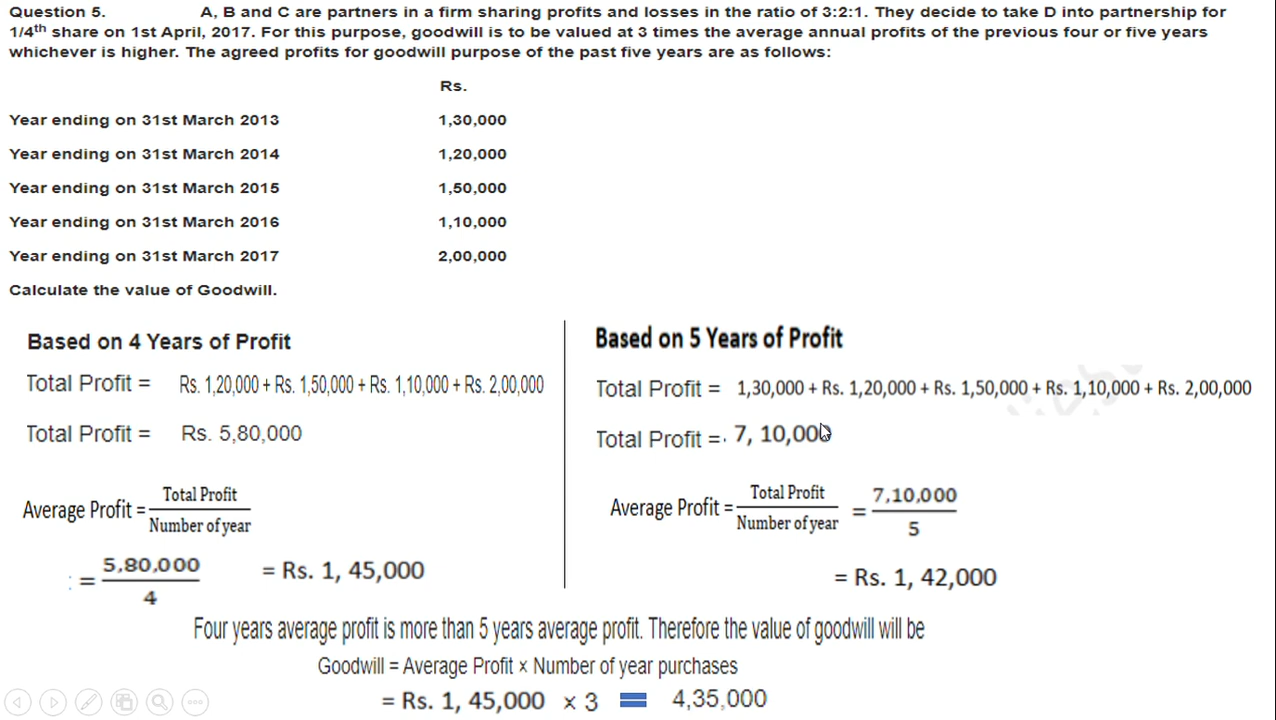 Question 5. A, B and C are partners in a firm sharing profits and losses in the ratio of 3:2:1. They decide to take D into partnership for
1/4th share on 1st April, 2017. For this purpose, goodwill is to be valued at 3 times the average annual profits of the previous four or five years
whichever is higher. The agreed profits for goodwill purpose of the past five years are as follows:
Rs.
Year ending on 31st March 2013 1,30,000
Year ending on 31st March 2014 1,20,000
Year ending on 31st March 2015 1,50,000
Year ending on 31st March 2016 1,10,000
Year ending on 31st March 2017 2,00,000
Calculate the value of Goodwill.
Based on 4 Years of Profit
Total Profit = Rs. 1,20,000 + Rs. 1,50,000 + Rs. 1,10,000 + Rs. 2,00,000
Total Profit = Rs. 5,80,000
Average Profit = Total Profit
Number of year
: = 5,80,000
4
= Rs. 1, 45,000
Based on 5 Years of Profit
Total Profit = 1,30,000 + Rs. 1,20,000 + Rs. 1,50,000 + Rs. 1,10,000 + Rs. 2,00,000
Total Profit = . 7, 10,000
Average Profit = Total Profit
Number of year
= 7,10,000
5
= Rs. 1, 42,000
Four years average profit is more than 5 years average profit. Therefore the value of goodwill will be
Goodwill = Average Profit × Number of year purchases
= Rs. 1, 45,000 × 3 = 4,35,000